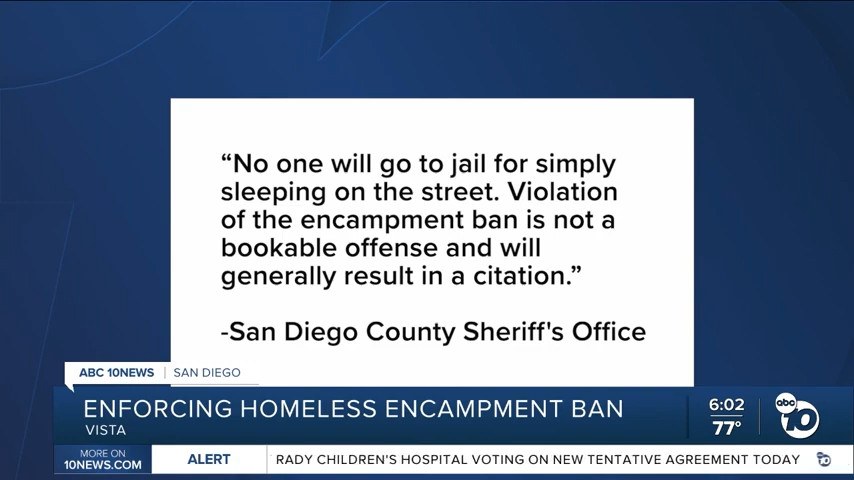 “No one will go to jail for simply
sleeping on the street. Violation
of the encampment ban is not a
bookable offense and will
generally result in a citation.”
-San Diego County Sheriff's Office
ABC 10NEWS | SAN DIEGO
ENFORCING HOMELESS ENCAMPMENT BAN
VISTA
6:02
77°
abc 10
MORE ON
10NEWS.COM
ALERT
RADY CHILDREN'S HOSPITAL VOTING ON NEW TENTATIVE AGREEMENT TODAY